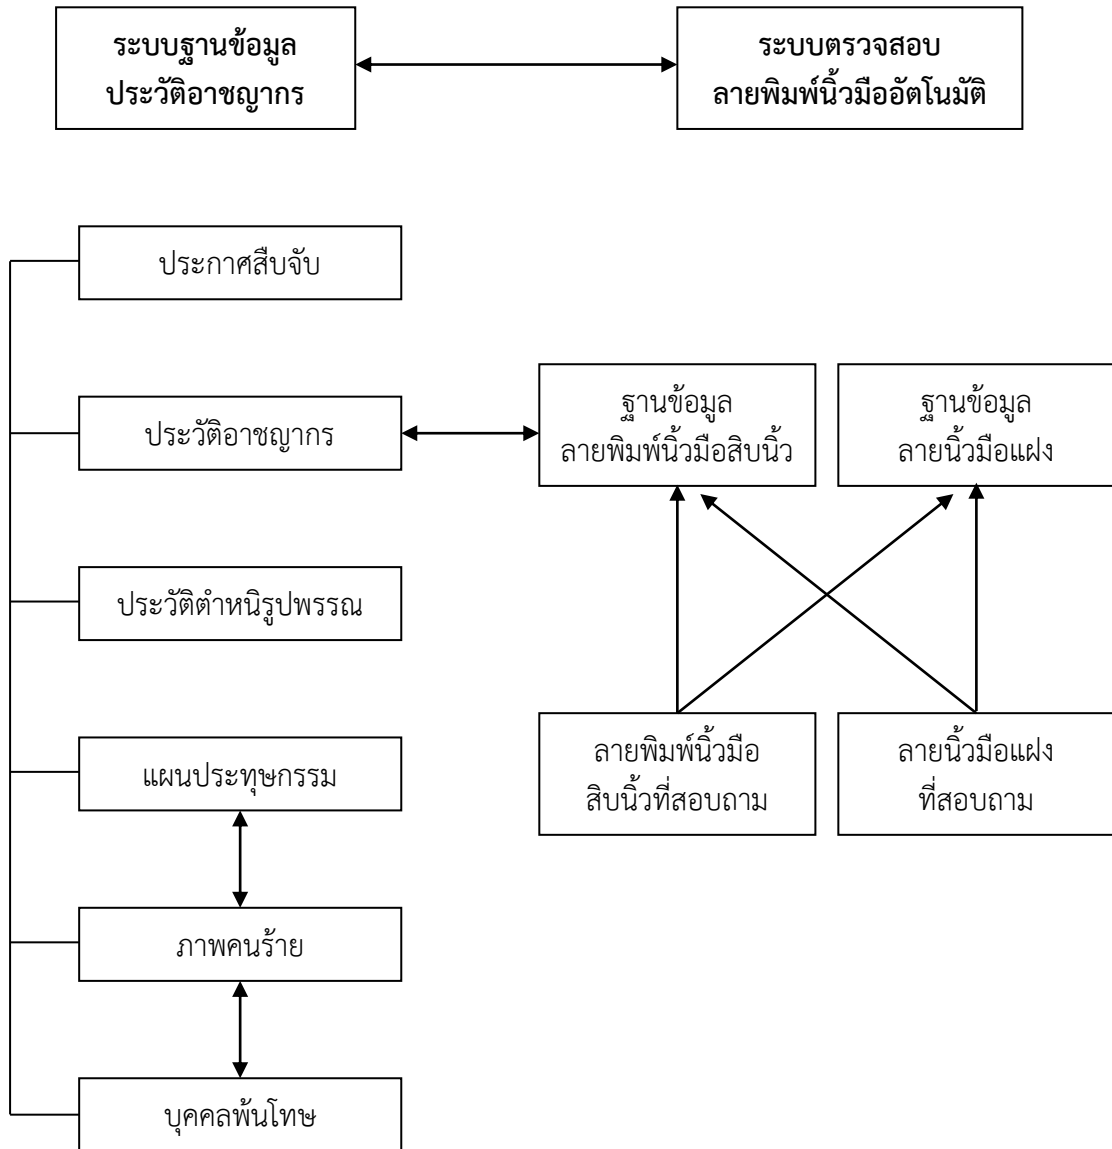 ระบบฐานข้อมูล
ประวัติอาชญากร
ระบบตรวจสอบ
ลายพิมพ์นิ้วมืออัตโนมัติ
ประกาศสืบจับ
ประวัติอาชญากร
ฐานข้อมูล
ลายพิมพ์นิ้วมือสิบนิ้ว
ฐานข้อมูล
ลายนิ้วมือแฝง
ประวัติตำหนิรูปพรรณ
แผนประทุษกรรม
ลายพิมพ์นิ้วมือ
สิบนิ้วที่สอบถาม
ลายนิ้วมือแฝง
ที่สอบถาม
ภาพคนร้าย
บุคคลพ้นโทษ